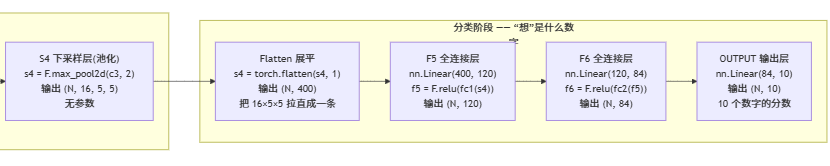 S4 下采样层(池化)
s4 = F.max_pool2d(c3, 2)
输出 (N, 16, 5, 5)
无参数
分类阶段 —— “想”是什么数
字
Flatten 展平
s4 = torch.flatten(s4, 1)
输出 (N, 400)
把 16×5×5 拉直成一条
F5 全连接层
nn.Linear(400, 120)
f5 = F.relu(fc1(s4))
输出 (N, 120)
F6 全连接层
nn.Linear(120, 84)
f6 = F.relu(fc2(f5))
输出 (N, 84)
OUTPUT 输出层
nn.Linear(84, 10)
输出 (N, 10)
10 个数字的分数